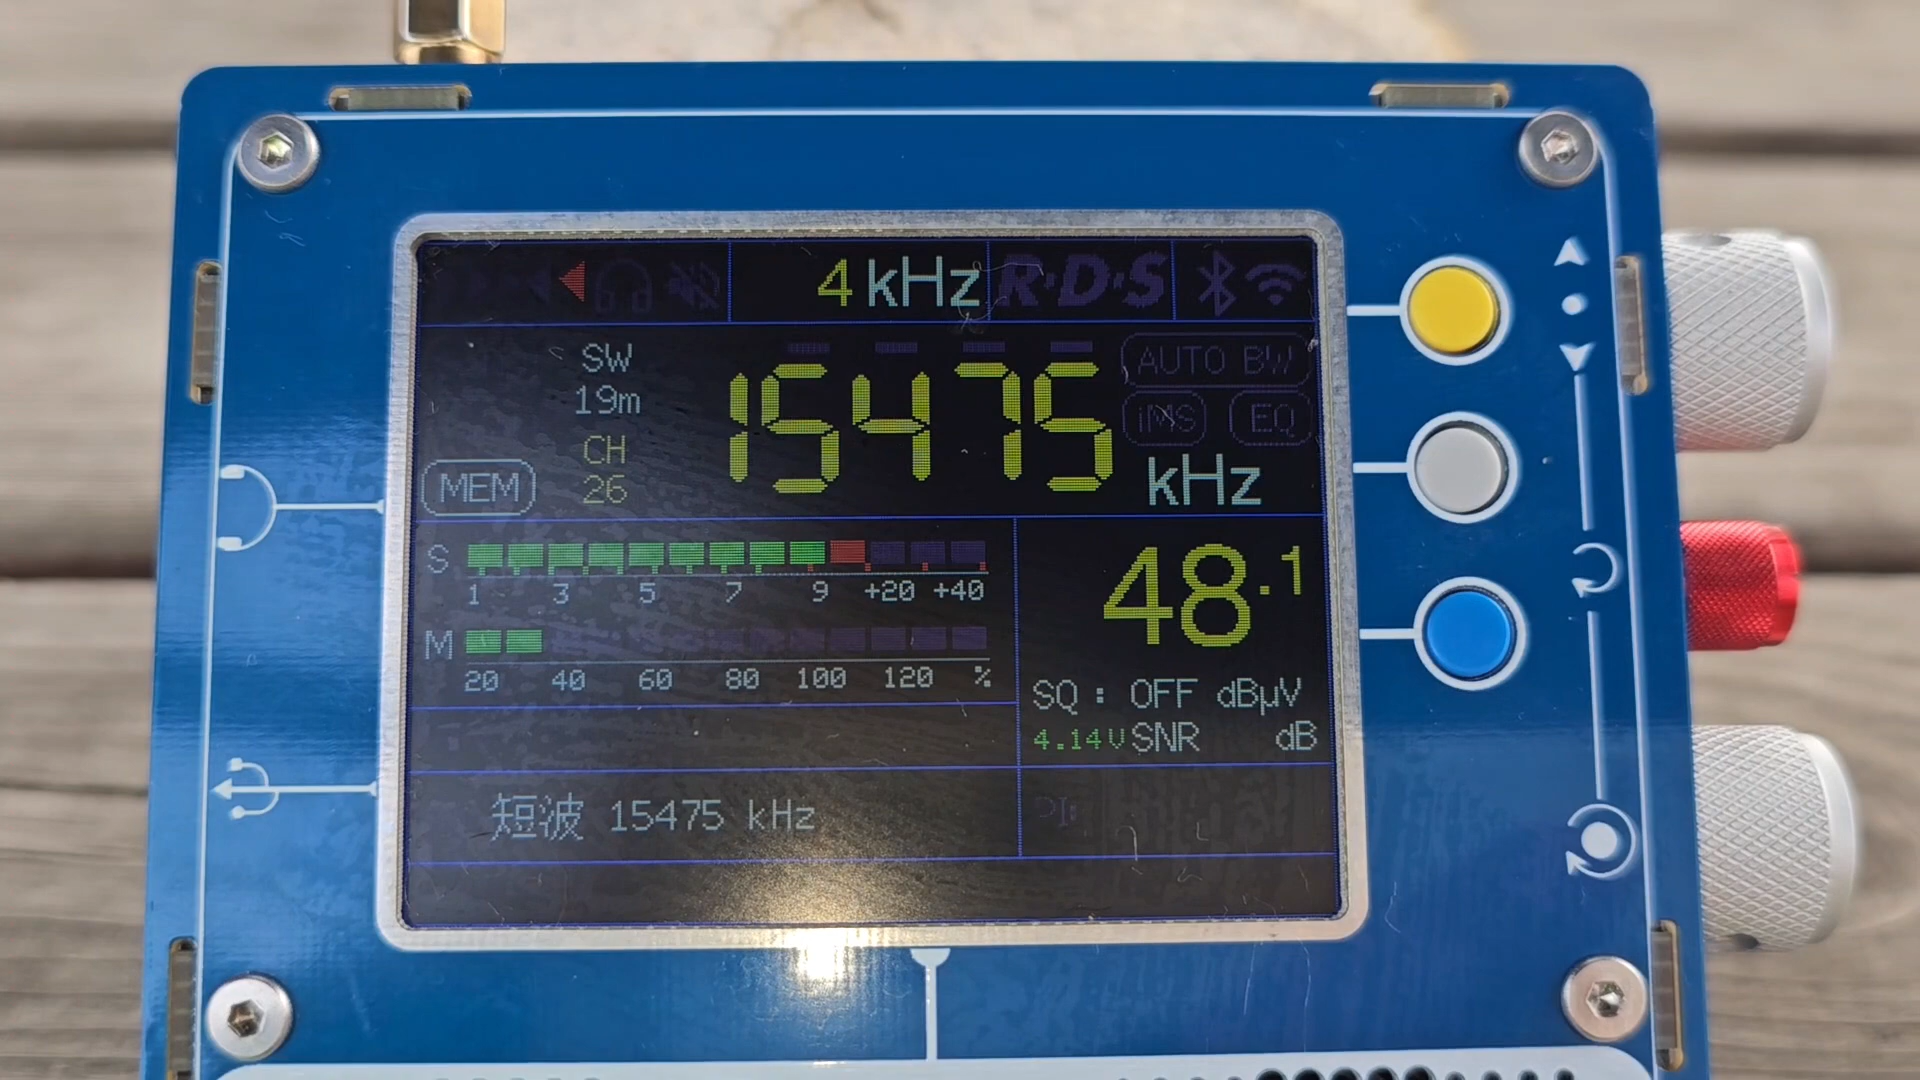 4 kHz R·D·S
SW
19m
CH
26
MEM
15475
kHz
AUTO BW
iMS EQ
S
1 3 5 7 9 +20 +40
M
20 40 60 80 100 120 %
48.1
SQ : OFF dBμV
4.14V SNR dB
短波 15475 kHz
PI: